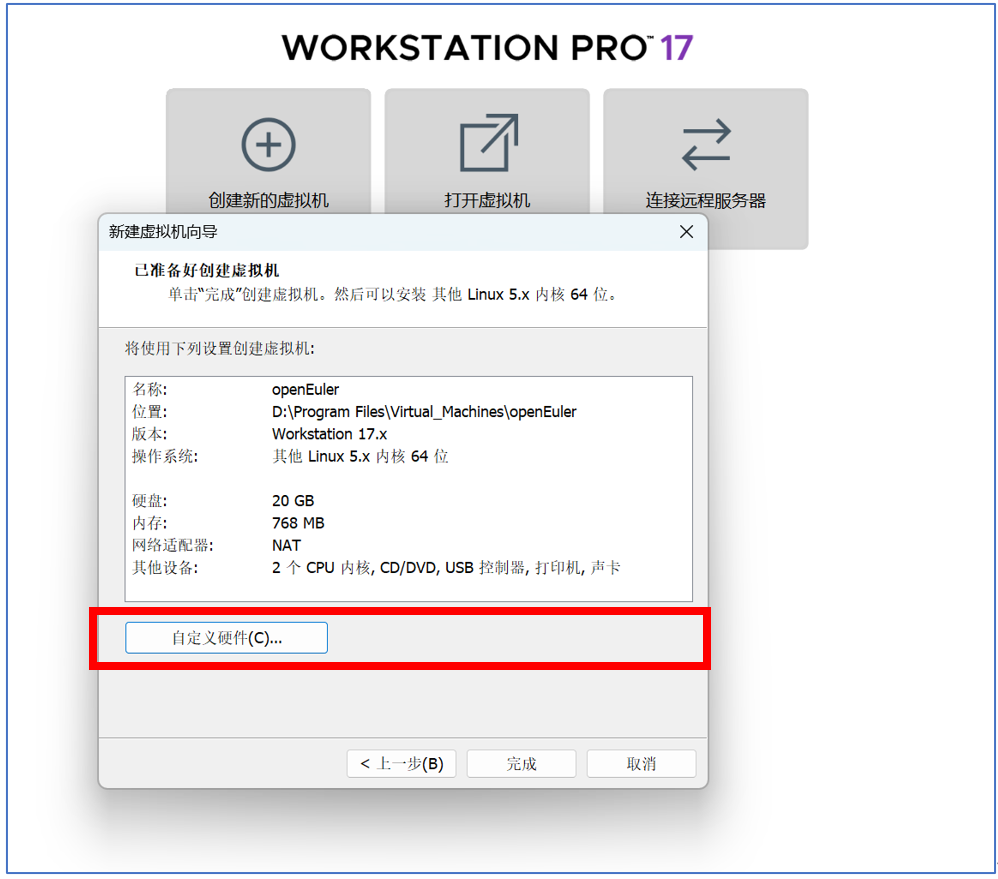 WORKSTATION PRO™ 17
创建新的虚拟机
打开虚拟机
连接远程服务器
新建虚拟机向导
已准备好创建虚拟机
单击“完成”创建虚拟机。然后可以安装 其他 Linux 5.x 内核 64 位。
将使用下列设置创建虚拟机:
名称: openEuler
位置: D:\Program Files\Virtual_Machines\openEuler
版本: Workstation 17.x
操作系统: 其他 Linux 5.x 内核 64 位
硬盘: 20 GB
内存: 768 MB
网络适配器: NAT
其他设备: 2 个 CPU 内核, CD/DVD, USB 控制器, 打印机, 声卡
自定义硬件(C)...
< 上一步(B)
完成
取消